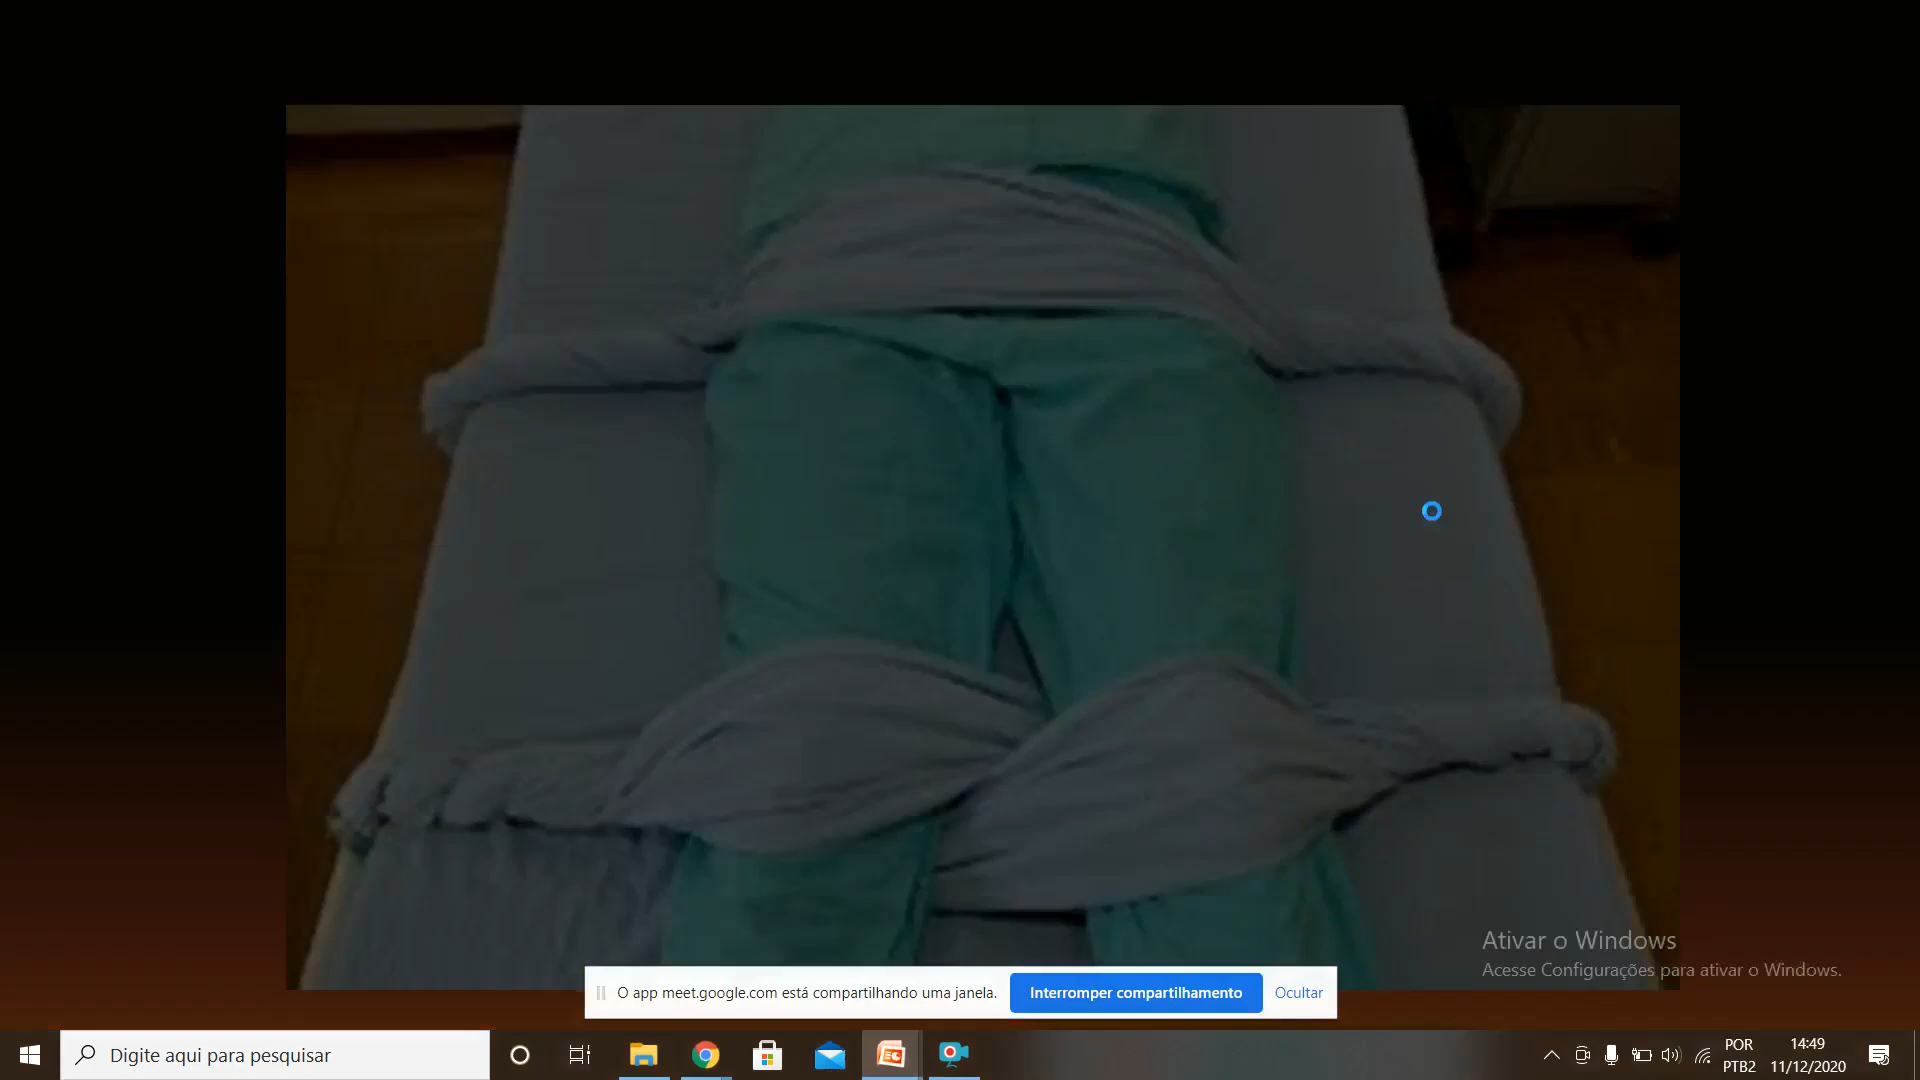 Ativar o Windows
Acesse Configurações para ativar o Windows.
O app meet.google.com está compartilhando uma janela.
Interromper compartilhamento
Ocultar
Digite aqui para pesquisar
POR
PTB2
14:49
11/12/2020